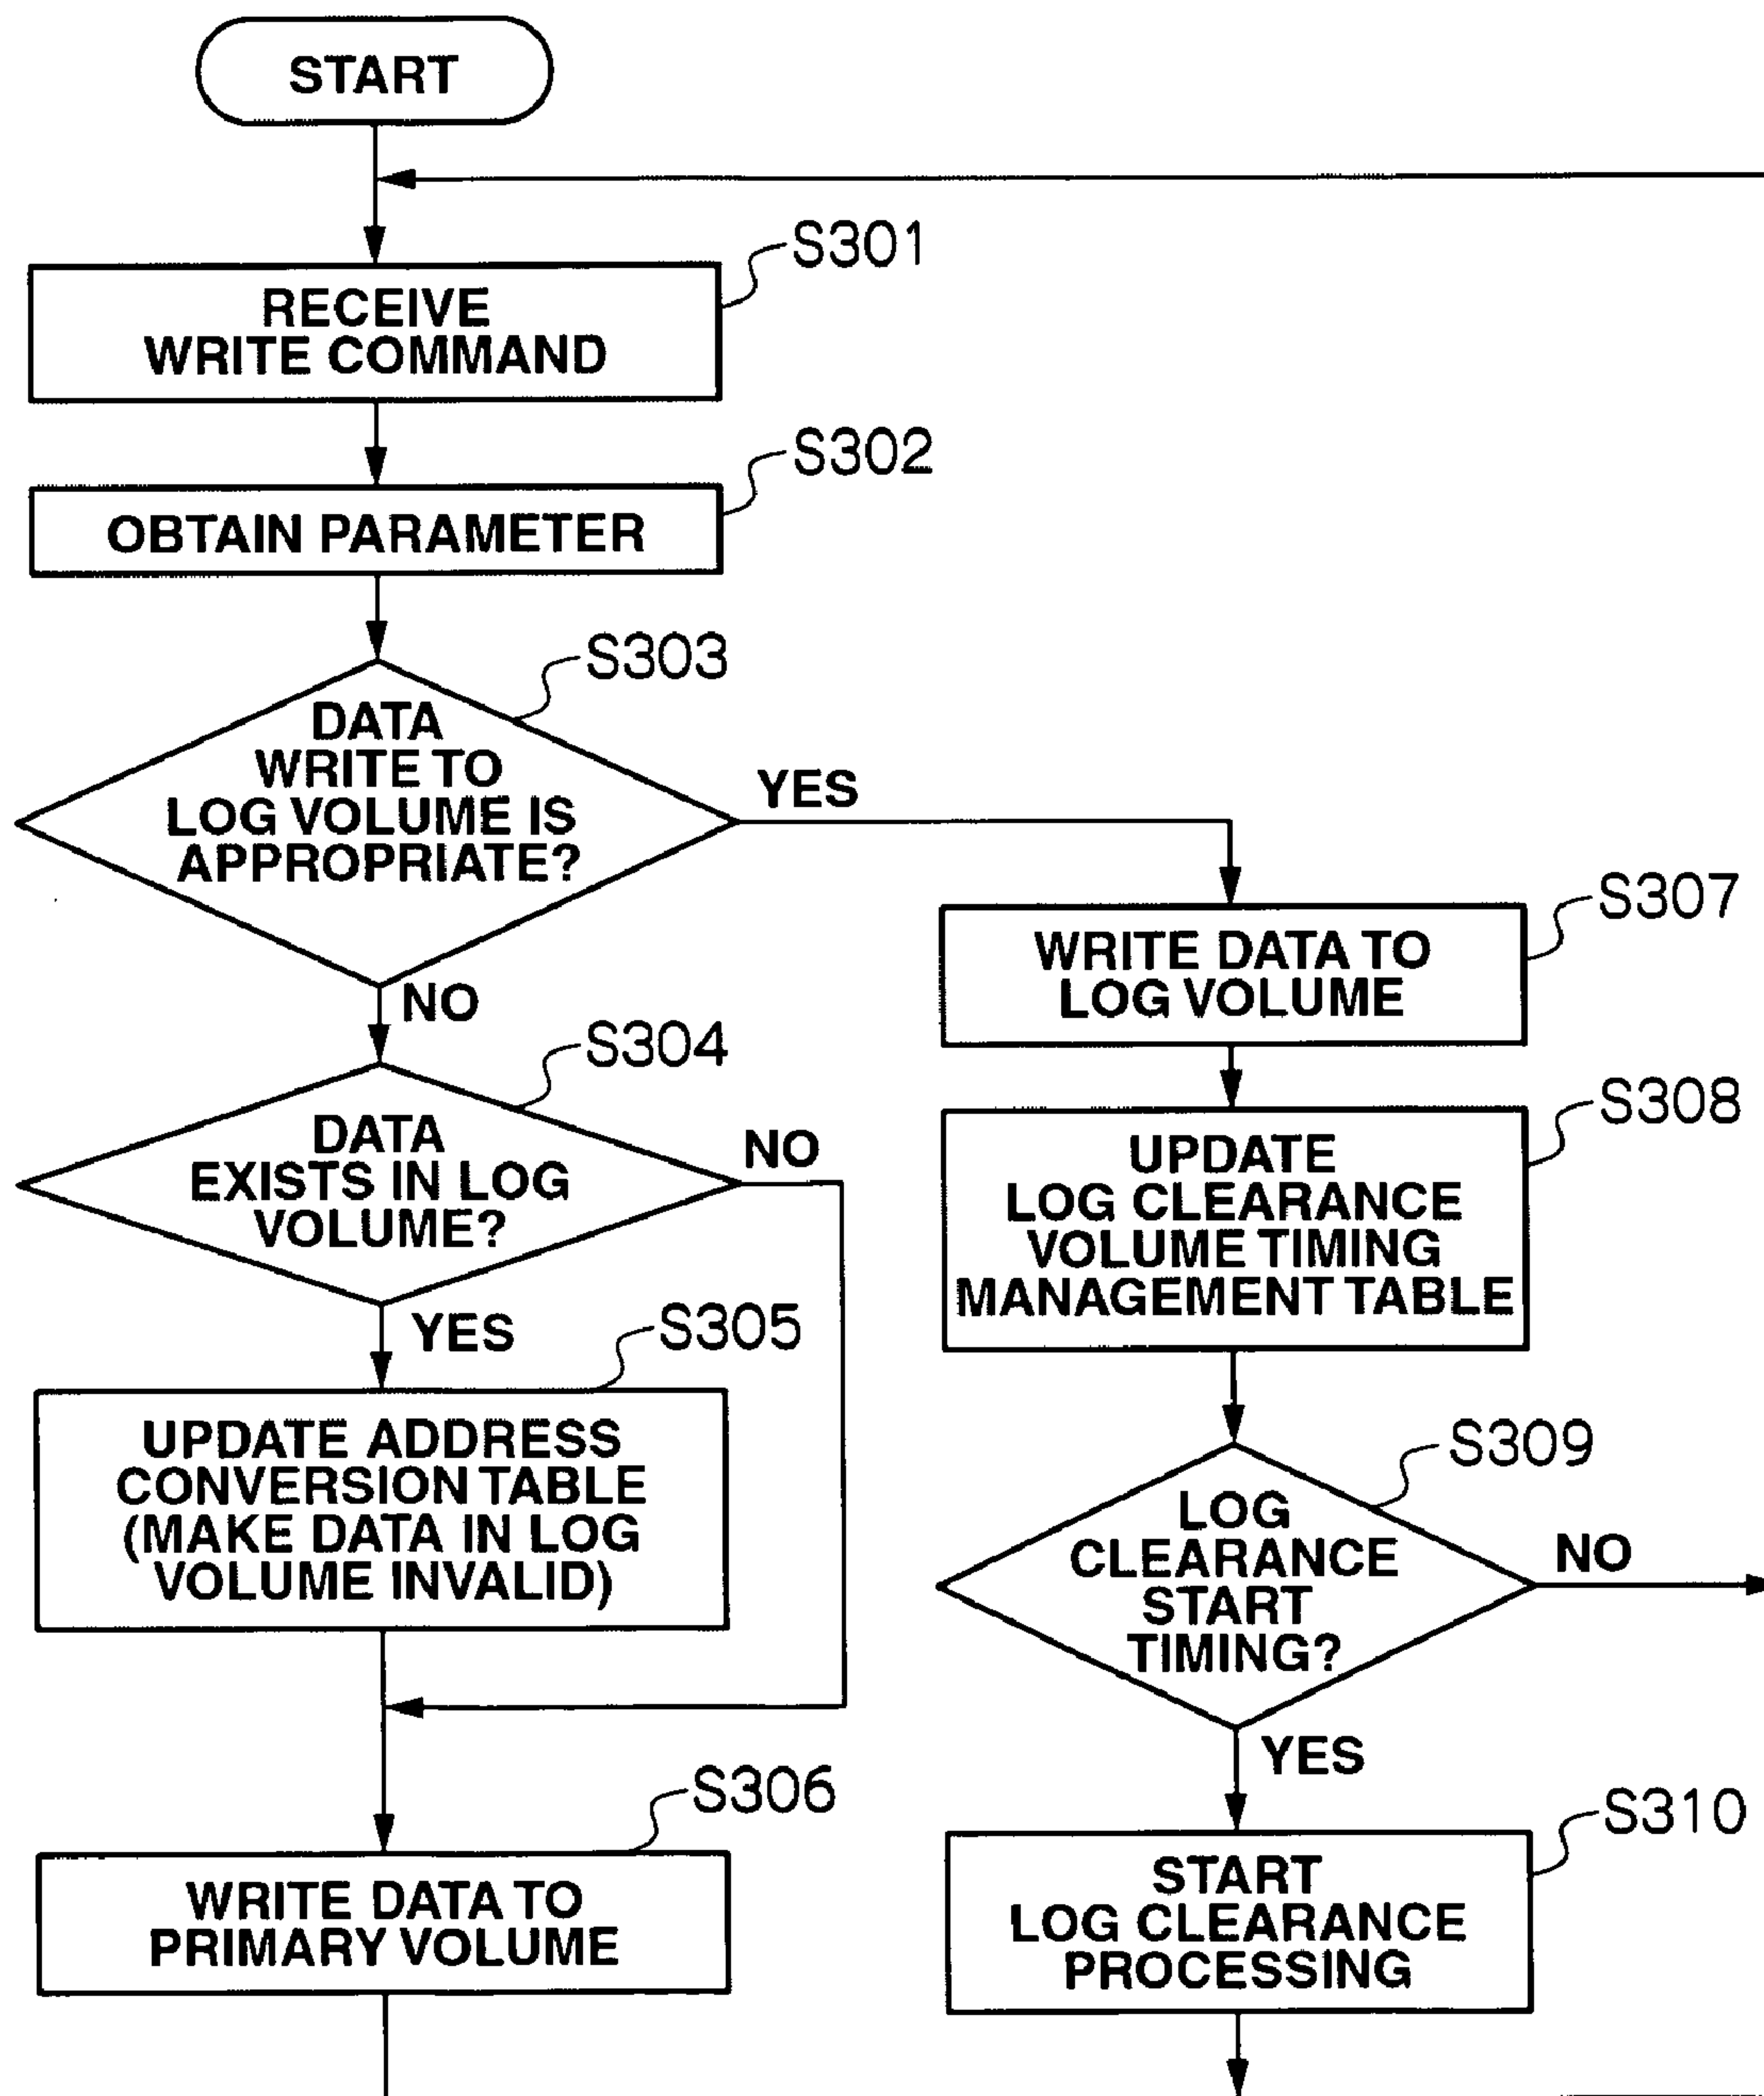 START
S301
RECEIVE
WRITE COMMAND
S302
OBTAIN PARAMETER
S303
DATA
WRITE TO
LOG VOLUME IS
APPROPRIATE?
YES
NO
S304
DATA
EXISTS IN LOG
VOLUME?
NO
YES
S305
UPDATE ADDRESS
CONVERSION TABLE
(MAKE DATA IN LOG
VOLUME INVALID)
S306
WRITE DATA TO
PRIMARY VOLUME
S307
WRITE DATA TO
LOG VOLUME
S308
UPDATE
LOG CLEARANCE
VOLUME TIMING
MANAGEMENT TABLE
S309
LOG
CLEARANCE
START
TIMING?
NO
YES
S310
START
LOG CLEARANCE
PROCESSING